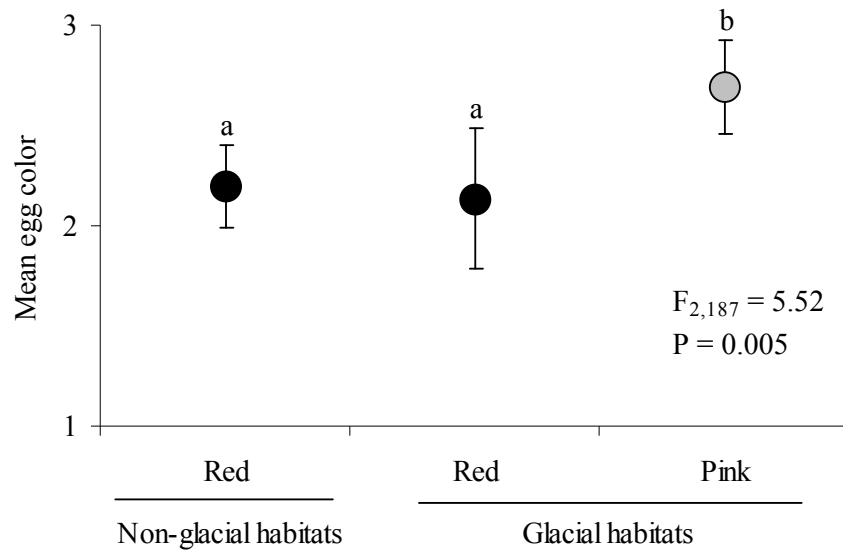 3
2
1
Mean egg color
a
a
b
F2,187 = 5.52
P = 0.005
Red
Red
Pink
Non-glacial habitats
Glacial habitats